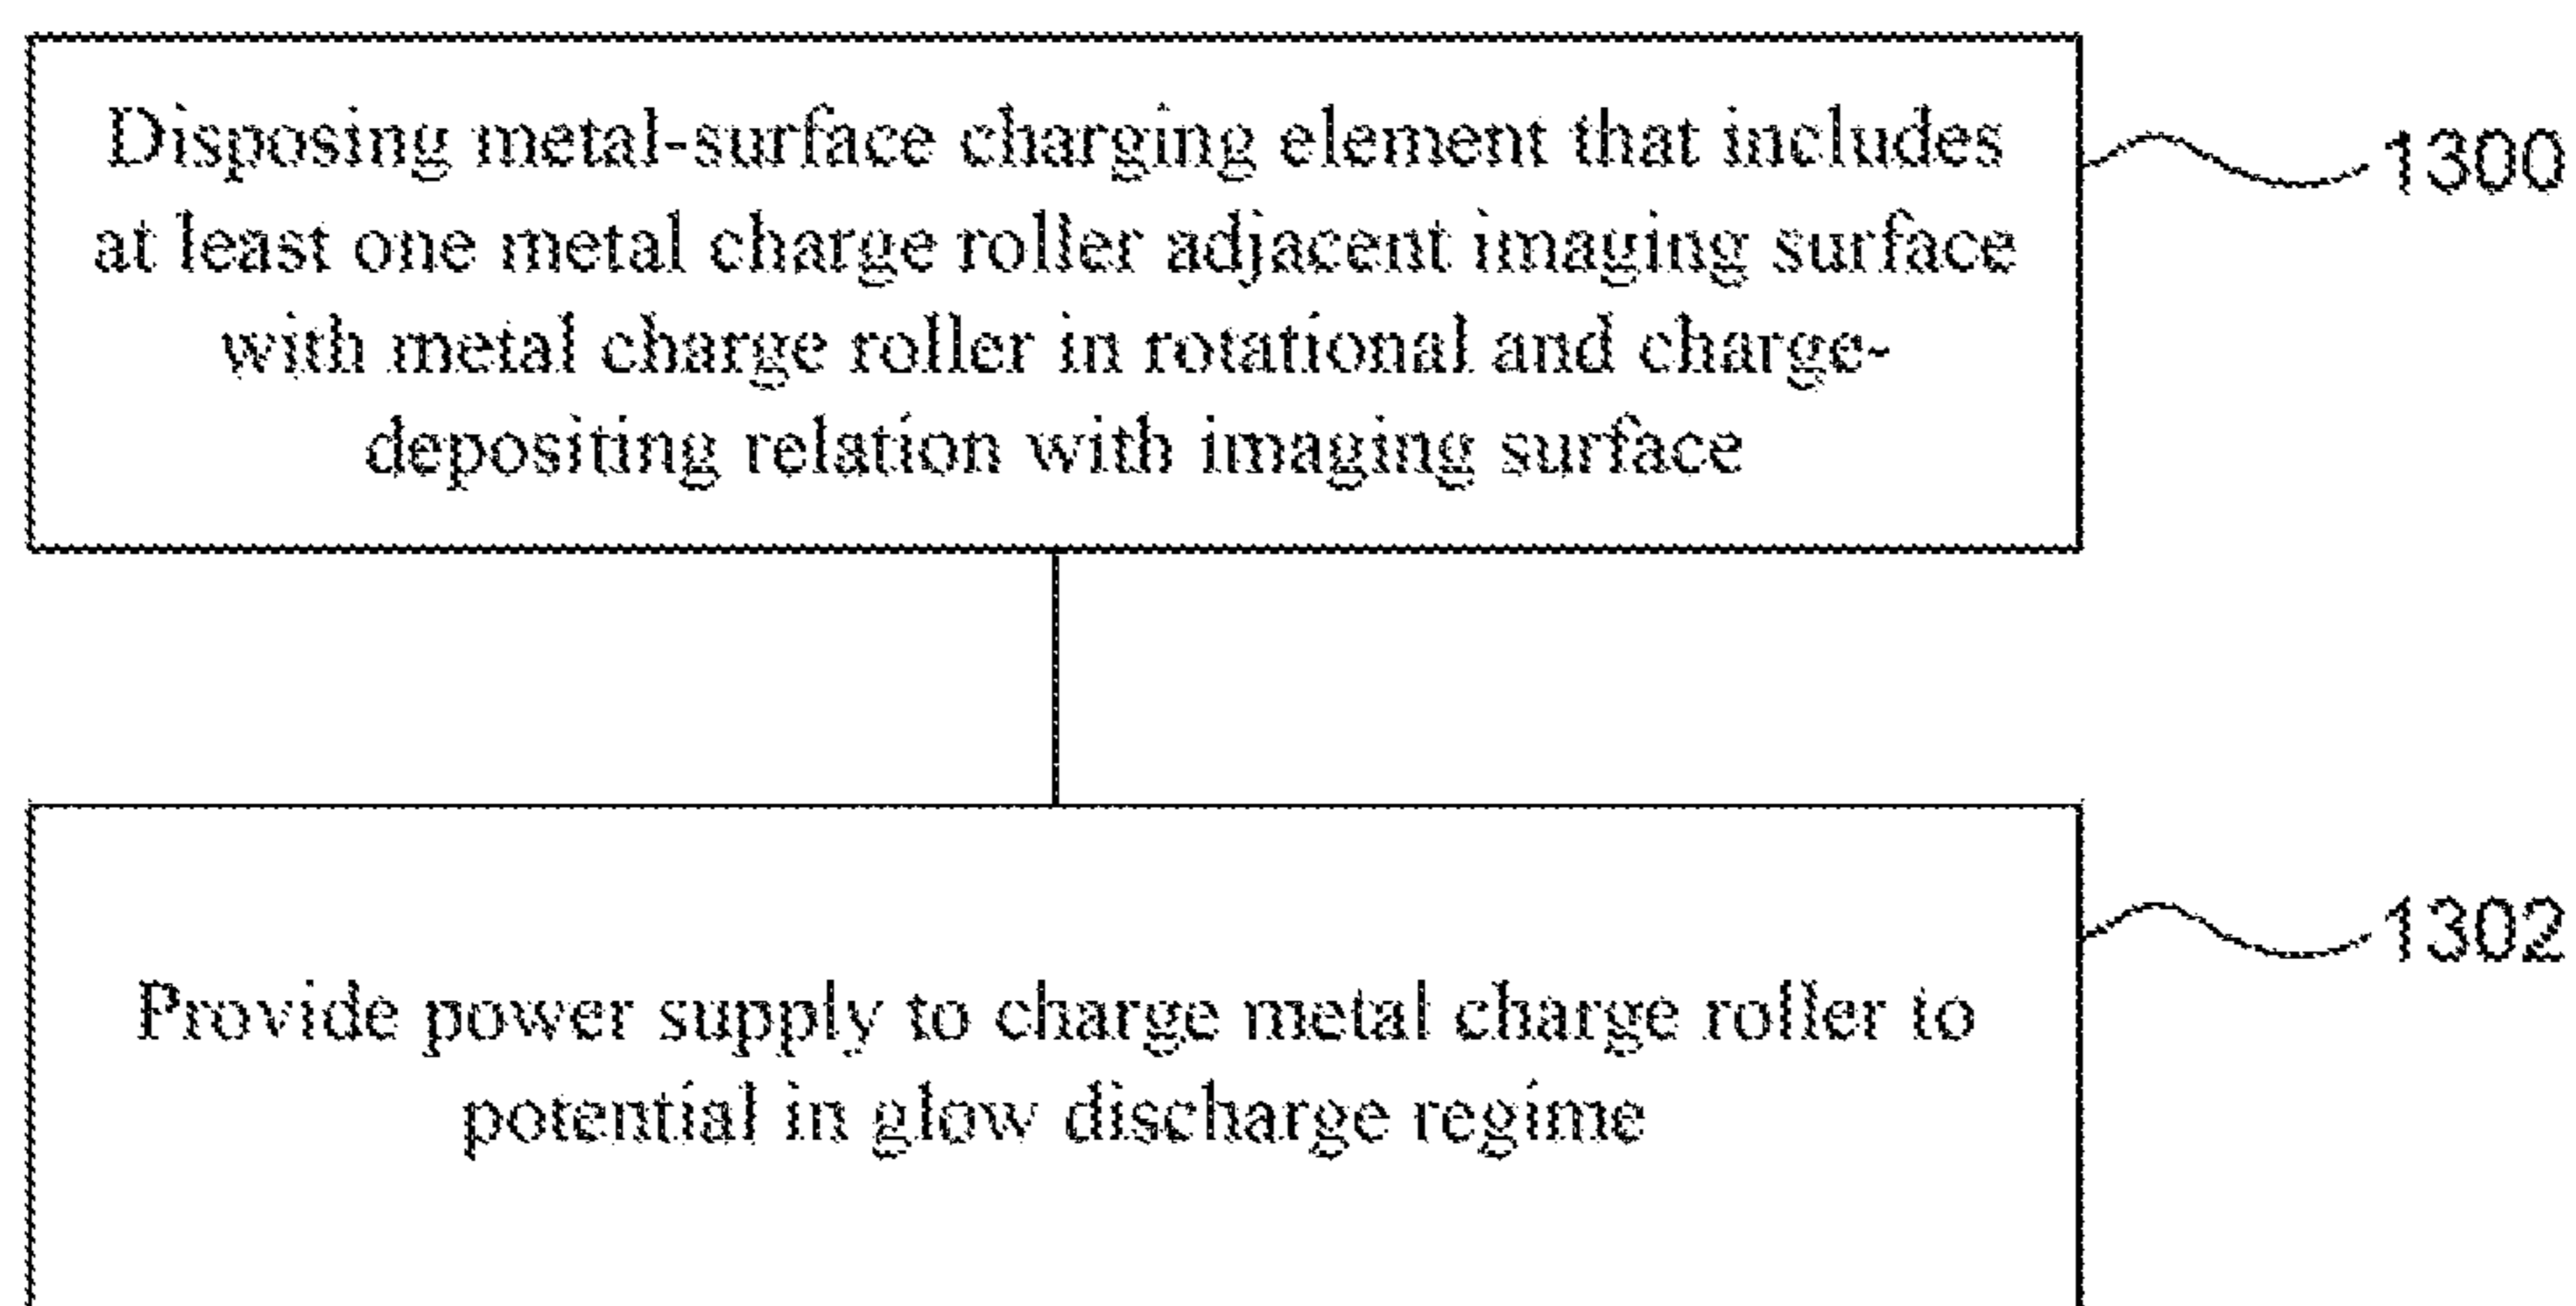 Disposing metal-surface charging element that includes
at least one metal charge roller adjacent imaging surface
with metal charge roller in rotational and charge-
depositing relation with imaging surface
1300
Provide power supply to charge metal charge roller to
potential in glow discharge regime
1302